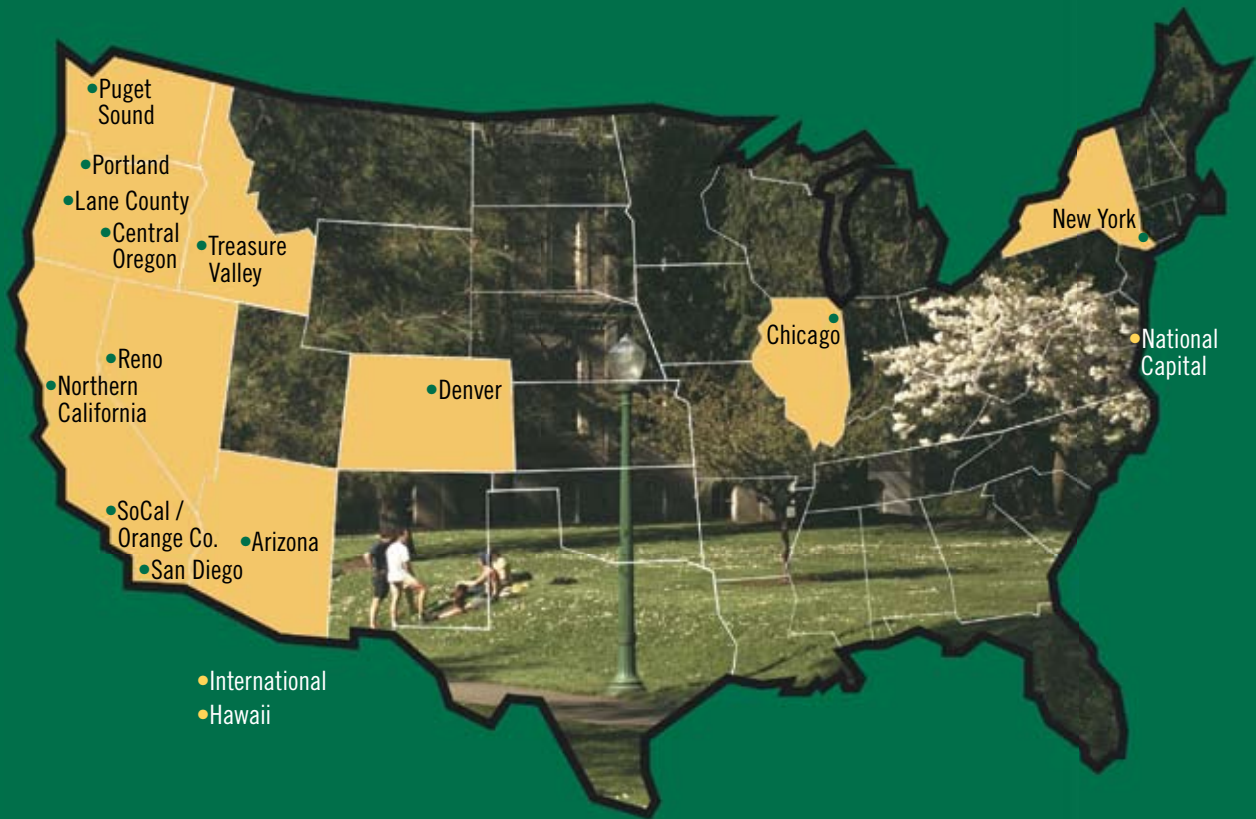 Puget
Sound
Portland
Lane County
Central
Oregon
Treasure
Valley
New York
Chicago
National
Capital
Reno
Northern
California
Denver
SoCal /
Orange Co.
Arizona
San Diego
International
Hawaii